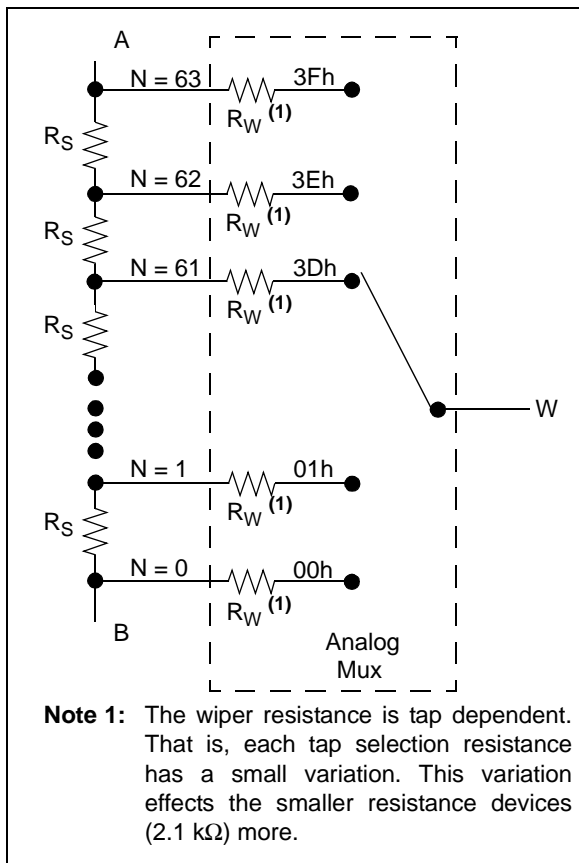 A
N = 63
3Fh
RW (1)
RS
N = 62
3Eh
RW (1)
RS
N = 61
3Dh
RW (1)
RS
W
N = 1
01h
RW (1)
RS
N = 0
00h
RW (1)
B
Analog
Mux
Note 1: The wiper resistance is tap dependent.
That is, each tap selection resistance
has a small variation. This variation
effects the smaller resistance devices
(2.1 kΩ) more.